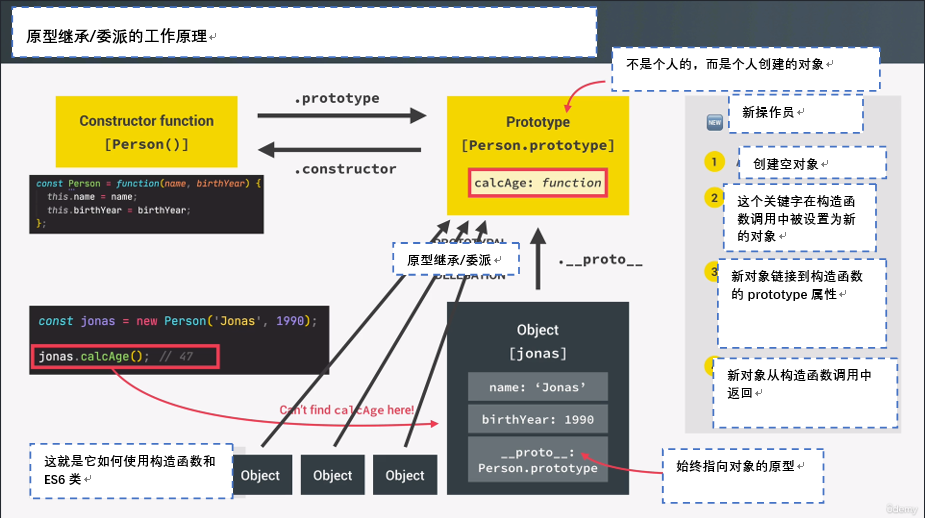 原型继承/委派的工作原理
不是个人的，而是个人创建的对象
.prototype
Constructor function
[Person()]
Prototype
[Person.prototype]
.constructor
calcAge: function
const Person = function(name, birthYear) {
this.name = name;
this.birthYear = birthYear;
};
NEW
新操作员
1
创建空对象
2
这个关键字在构造函
数调用中被设置为新
的对象
3
新对象链接到构造函数
的 prototype 属性
新对象从构造函数调用中
返回
原型继承/委派
.__proto__
const jonas = new Person('Jonas', 1990);
jonas.calcAge(); // 47
Can't find calcAge here!
Object
[jonas]
name: ‘Jonas’
birthYear: 1990
__proto__:
Person.prototype
始终指向对象的原型
这就是它如何使用构造函数和
ES6 类
Object
Object
Object